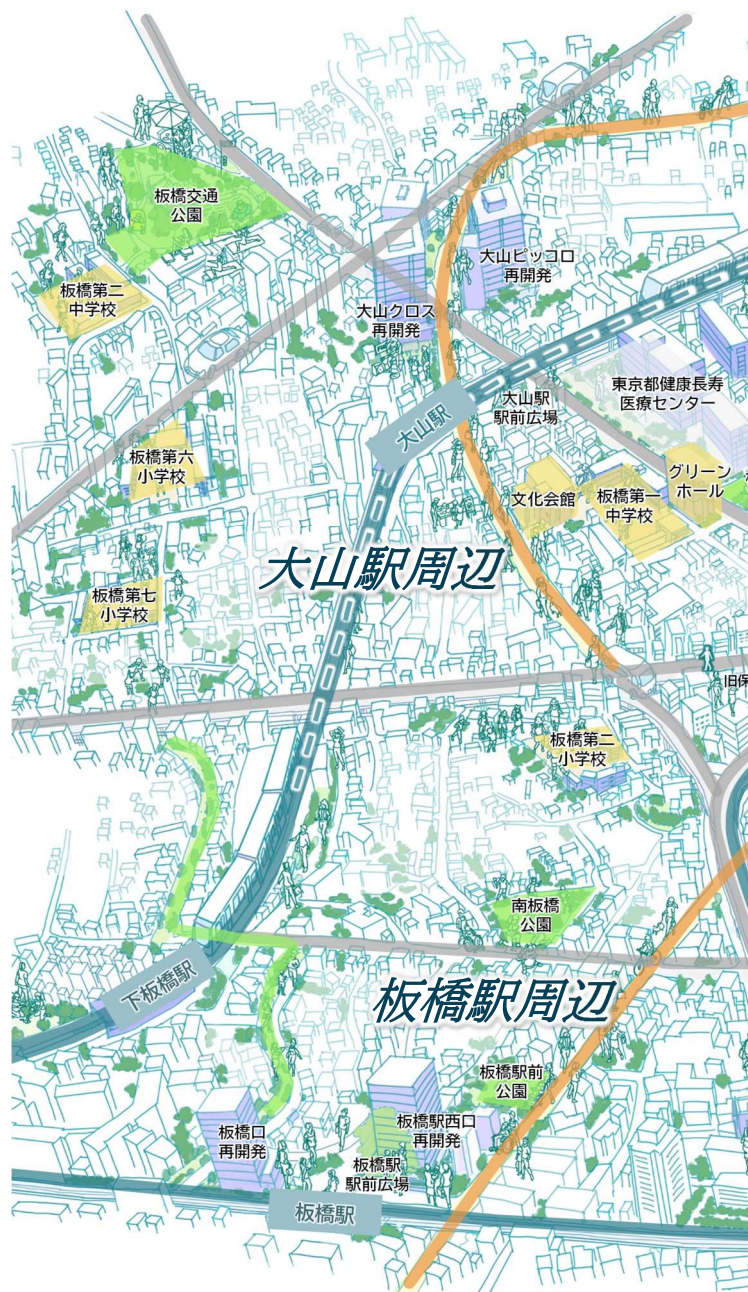 板橋交通
公園
大山ピッコロ
再開発
板橋第二
中学校
大山クロス
再開発
東京都健康長寿
医療センター
大山駅
駅前広場
大山駅
板橋第六
小学校
グリーン
ホール
文化会館
板橋第一
中学校
大山駅周辺
板橋第七
小学校
旧保
板橋第二
小学校
南板橋
公園
下板橋駅
板橋駅周辺
板橋駅前
公園
板橋口
再開発
板橋駅西口
再開発
板橋駅
駅前広場
板橋駅